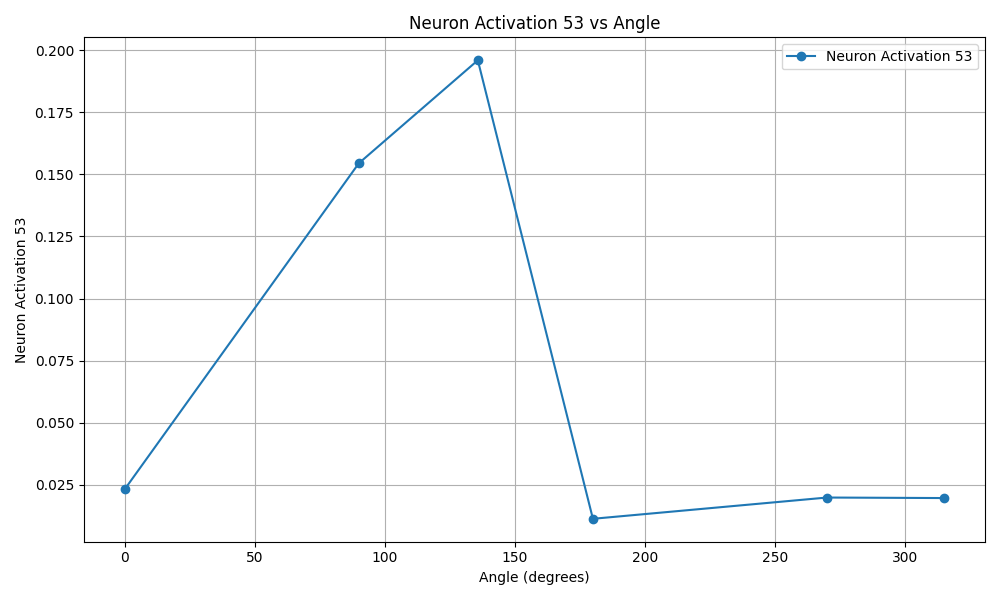 Neuron Activation 53 vs Angle
Neuron Activation 53
0.200
0.175
0.150
0.125
0.100
0.075
0.050
0.025
Neuron Activation 53
0 50 100 150 200 250 300
Angle (degrees)